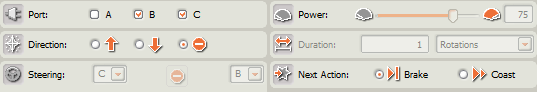 Port: A B C
Power: 75
Direction:
Duration: 1 Rotations
Steering: C B
Next Action: Brake Coast